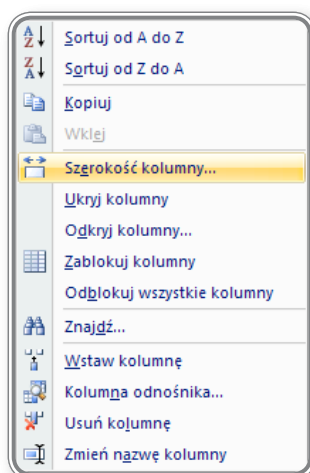 Sortuj od A do Z
Sortuj od Z do A
Kopiuj
Wklej
Szerokość kolumny...
Ukryj kolumny
Odkryj kolumny...
Zablokuj kolumny
Odblokuj wszystkie kolumny
Znajdź...
Wstaw kolumnę
Kolumna odnośnika...
Usuń kolumnę
Zmień nazwę kolumny